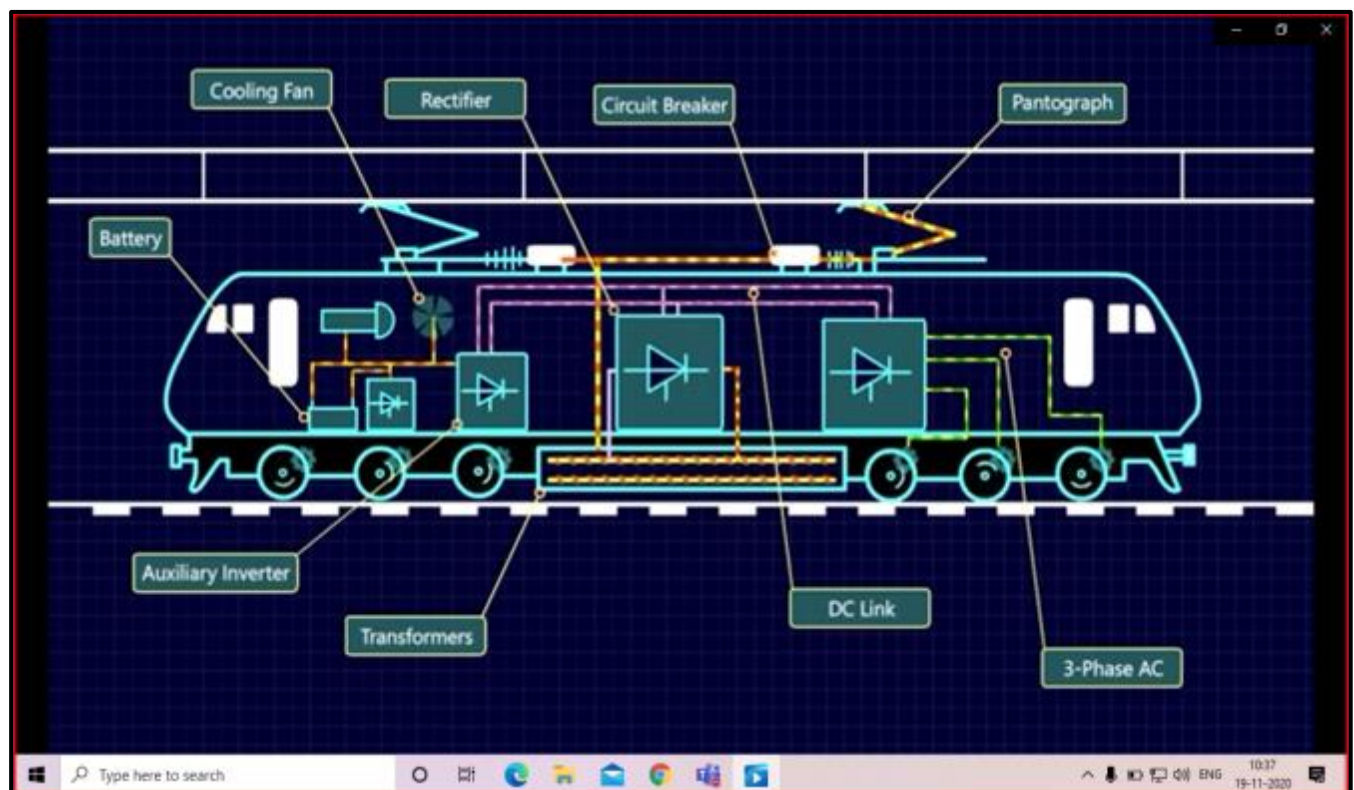 Cooling Fan
Rectifier
Circuit Breaker
Pantograph
Battery
Auxiliary Inverter
Transformers
DC Link
3-Phase AC
Type here to search
ENG
10:37
19-11-2020